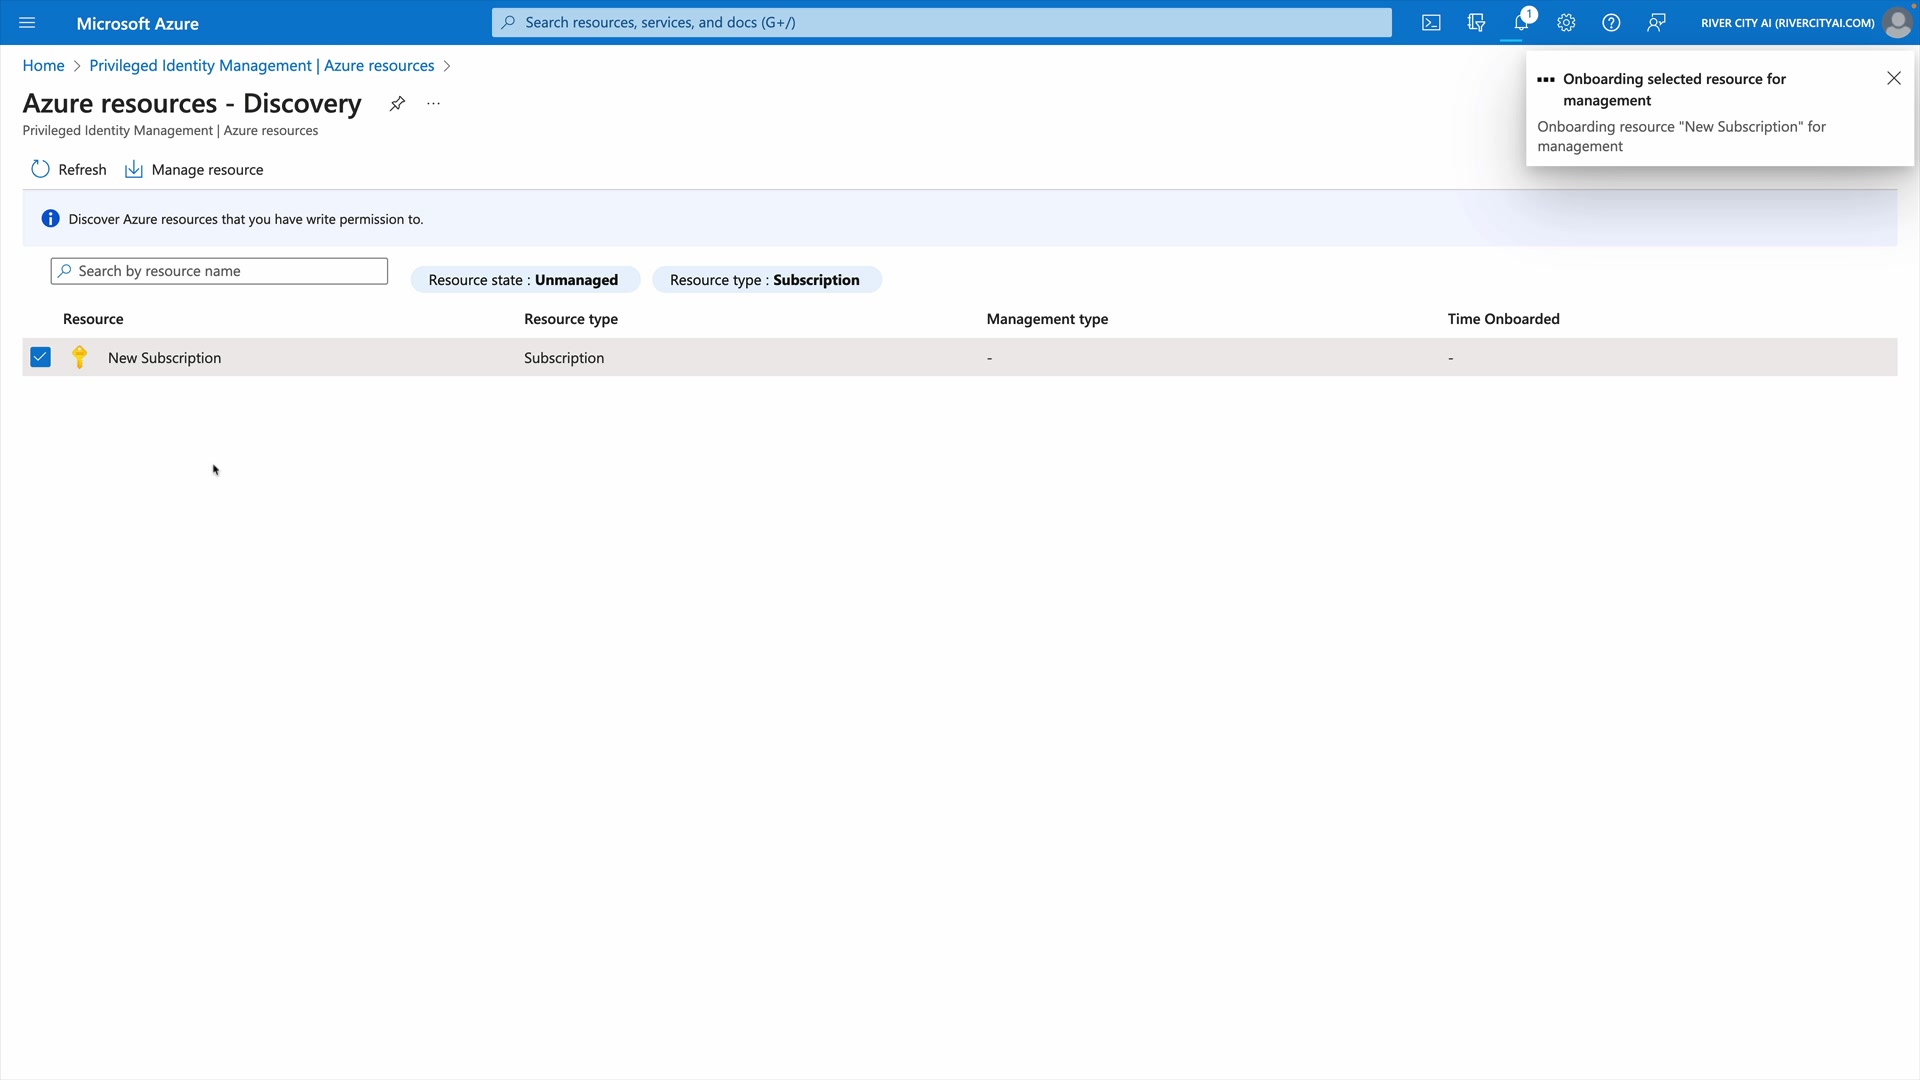 Microsoft Azure
Search resources, services, and docs (G+/)
1
RIVER CITY AI (RIVERCITYAI.COM)
Home > Privileged Identity Management | Azure resources >
Azure resources - Discovery
Privileged Identity Management | Azure resources
Onboarding selected resource for
management
Onboarding resource "New Subscription" for
management
Refresh
Manage resource
Discover Azure resources that you have write permission to.
Search by resource name
Resource state : Unmanaged
Resource type : Subscription
Resource
Resource type
Management type
Time Onboarded
New Subscription
Subscription
-
-